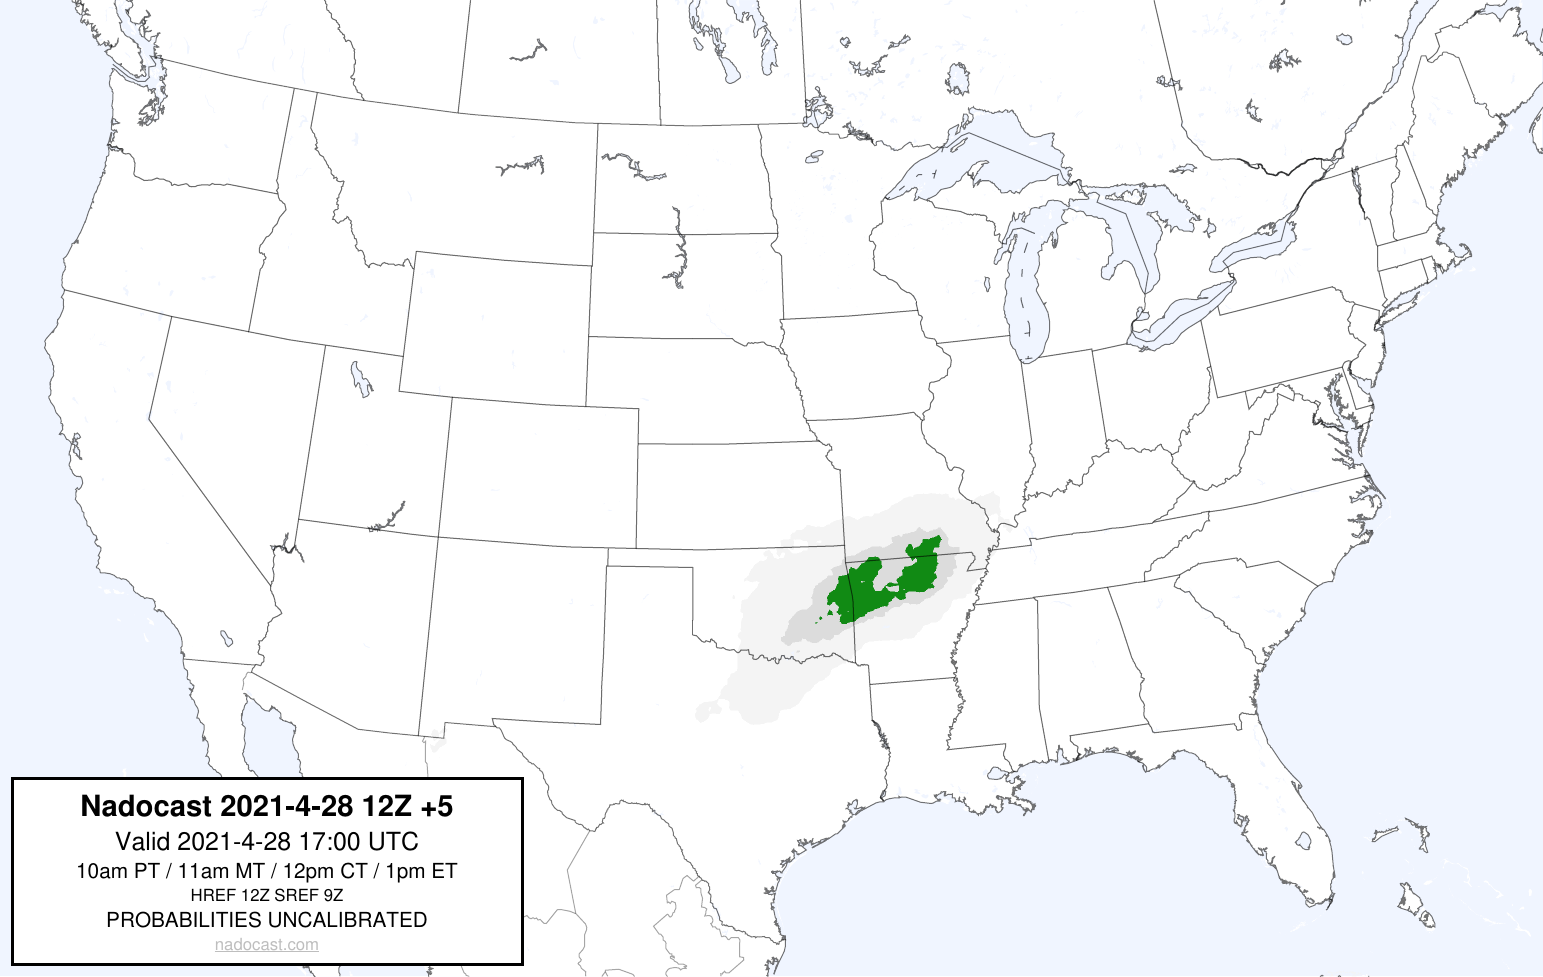 Nadocast 2021-4-28 12Z +5
Valid 2021-4-28 17:00 UTC
10am PT / 11am MT / 12pm CT / 1pm ET
HREF 12Z SREF 9Z
PROBABILITIES UNCALIBRATED
nadocast.com